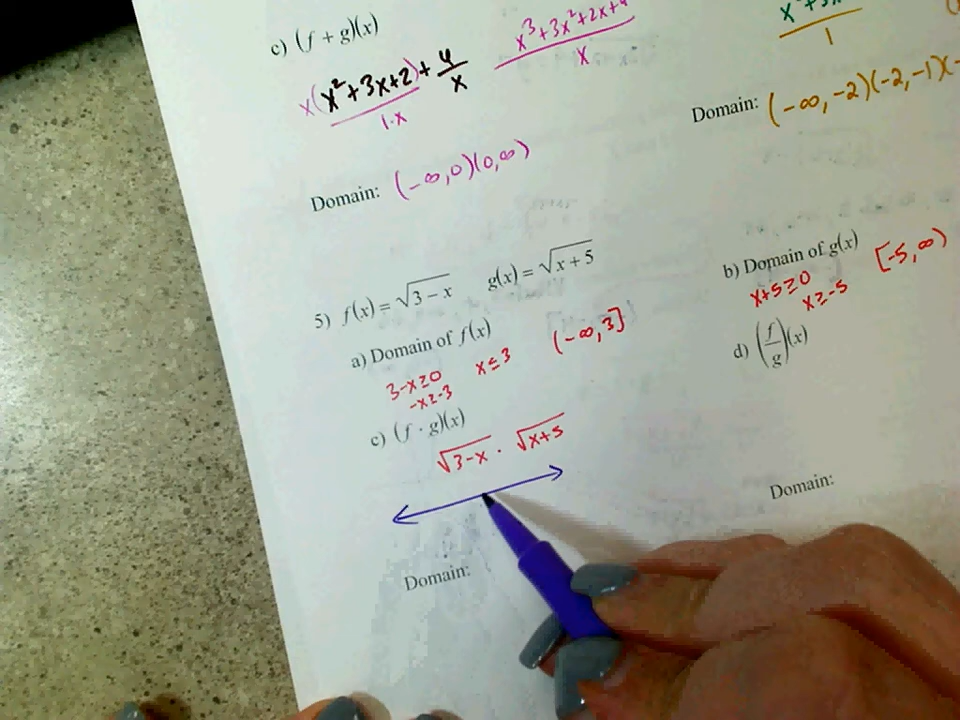 c) (f + g)(x)
x(x²+3x+2)/1·x + 4/x
x³+3x²+2x+4/x
1
Domain: (-∞,0)(0,∞)
Domain: (-∞,-2)(-2,-1)(-
5) f(x) = √3 − x g(x) = √x + 5
a) Domain of f(x) (-∞,3]
3-x≥0 x≤3
-x≥-3
b) Domain of g(x) [-5,∞)
x+5≥0
x≥-5
c) (f · g)(x)
√3-x · √x+5
Domain:
d) (f/g)(x)
Domain: